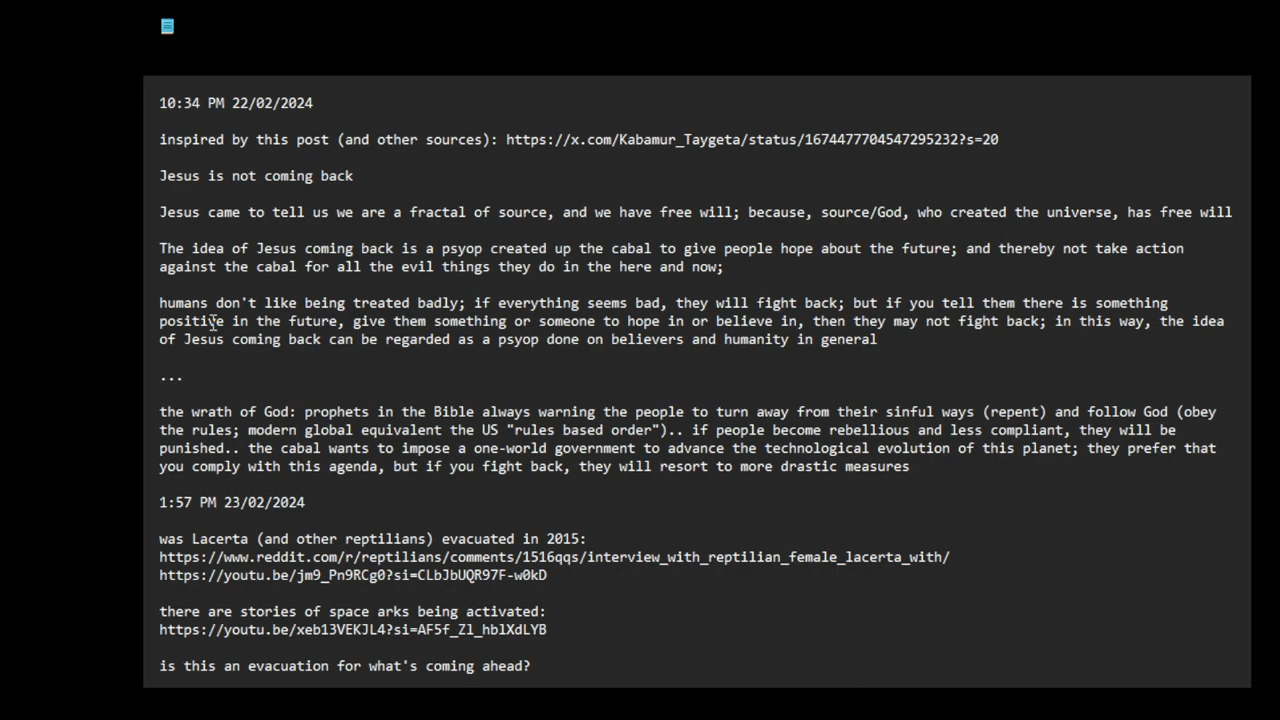 10:34 PM 22/02/2024
inspired by this post (and other sources): https://x.com/Kabamur_Taygeta/status/1674477704547295232?s=20
Jesus is not coming back
Jesus came to tell us we are a fractal of source, and we have free will; because, source/God, who created the universe, has free will
The idea of Jesus coming back is a psyop created up the cabal to give people hope about the future; and thereby not take action
against the cabal for all the evil things they do in the here and now;
humans don't like being treated badly; if everything seems bad, they will fight back; but if you tell them there is something
positive in the future, give them something or someone to hope in or believe in, then they may not fight back; in this way, the idea
of Jesus coming back can be regarded as a psyop done on believers and humanity in general
...
the wrath of God: prophets in the Bible always warning the people to turn away from their sinful ways (repent) and follow God (obey
the rules; modern global equivalent the US "rules based order").. if people become rebellious and less compliant, they will be
punished.. the cabal wants to impose a one-world government to advance the technological evolution of this planet; they prefer that
you comply with this agenda, but if you fight back, they will resort to more drastic measures
1:57 PM 23/02/2024
was Lacerta (and other reptilians) evacuated in 2015:
https://www.reddit.com/r/reptilians/comments/1516qqs/interview_with_reptilian_female_lacerta_with/
https://youtu.be/jm9_Pn9RCg0?si=CLbJbUQR97F-w0kD
there are stories of space arks being activated:
https://youtu.be/xeb13VEKJL4?si=AF5f_Zl_hblXdLYB
is this an evacuation for what's coming ahead?